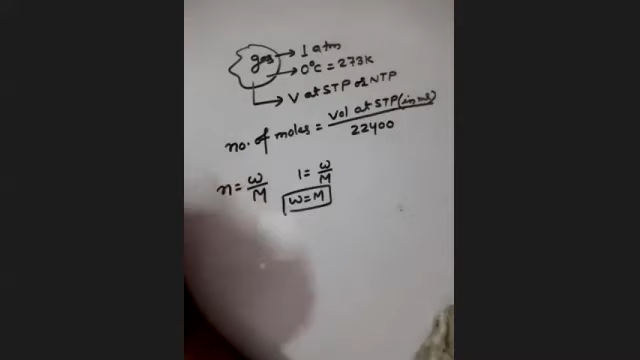 gas → 1 atm
→ 0°C = 273K
→ V at STP or NTP
no. of moles = Vol at STP (in ml) / 22400
n = w/M 1 = w/M
w = M